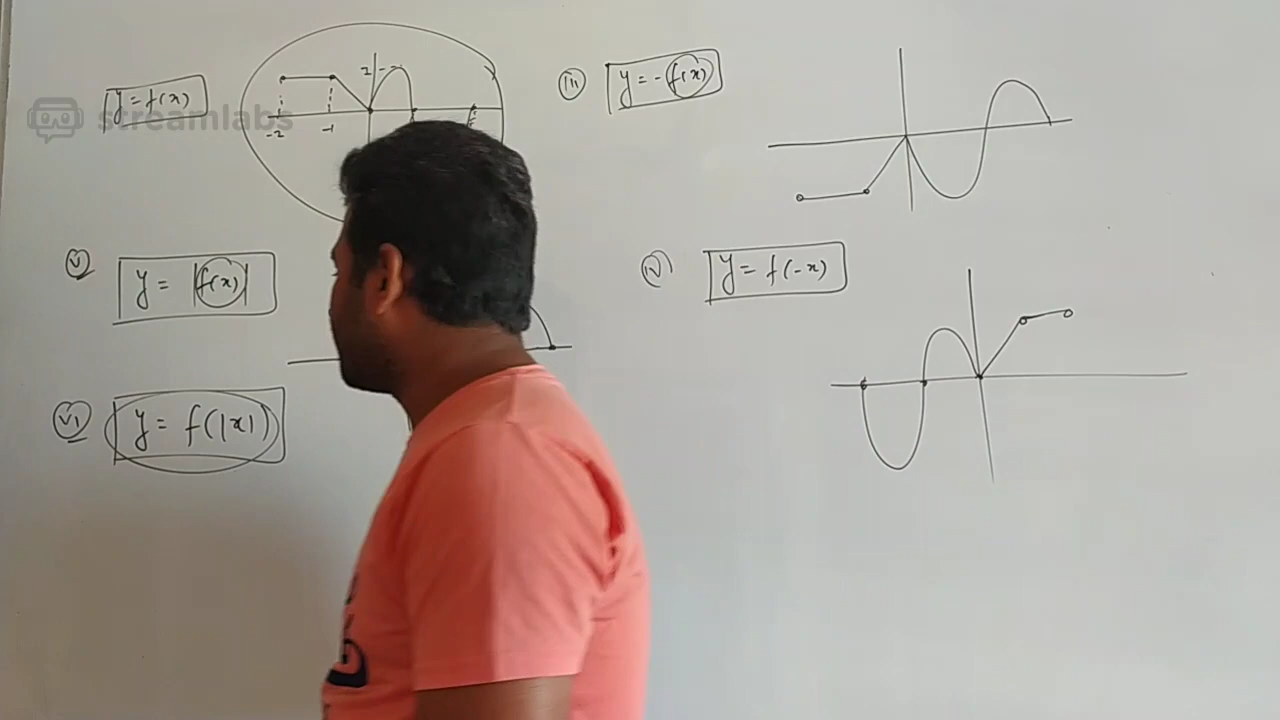 y = f(x)
2
-2
-1
streamlabs
iii) y = -f(x)
v) y = |f(x)|
iv) y = f(-x)
vi) y = f(|x|)